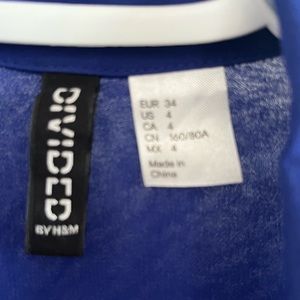 DIVIDED
BY H&M
EUR 34
US 4
CA 4
CN 160/80A
MX 4
Made in
China